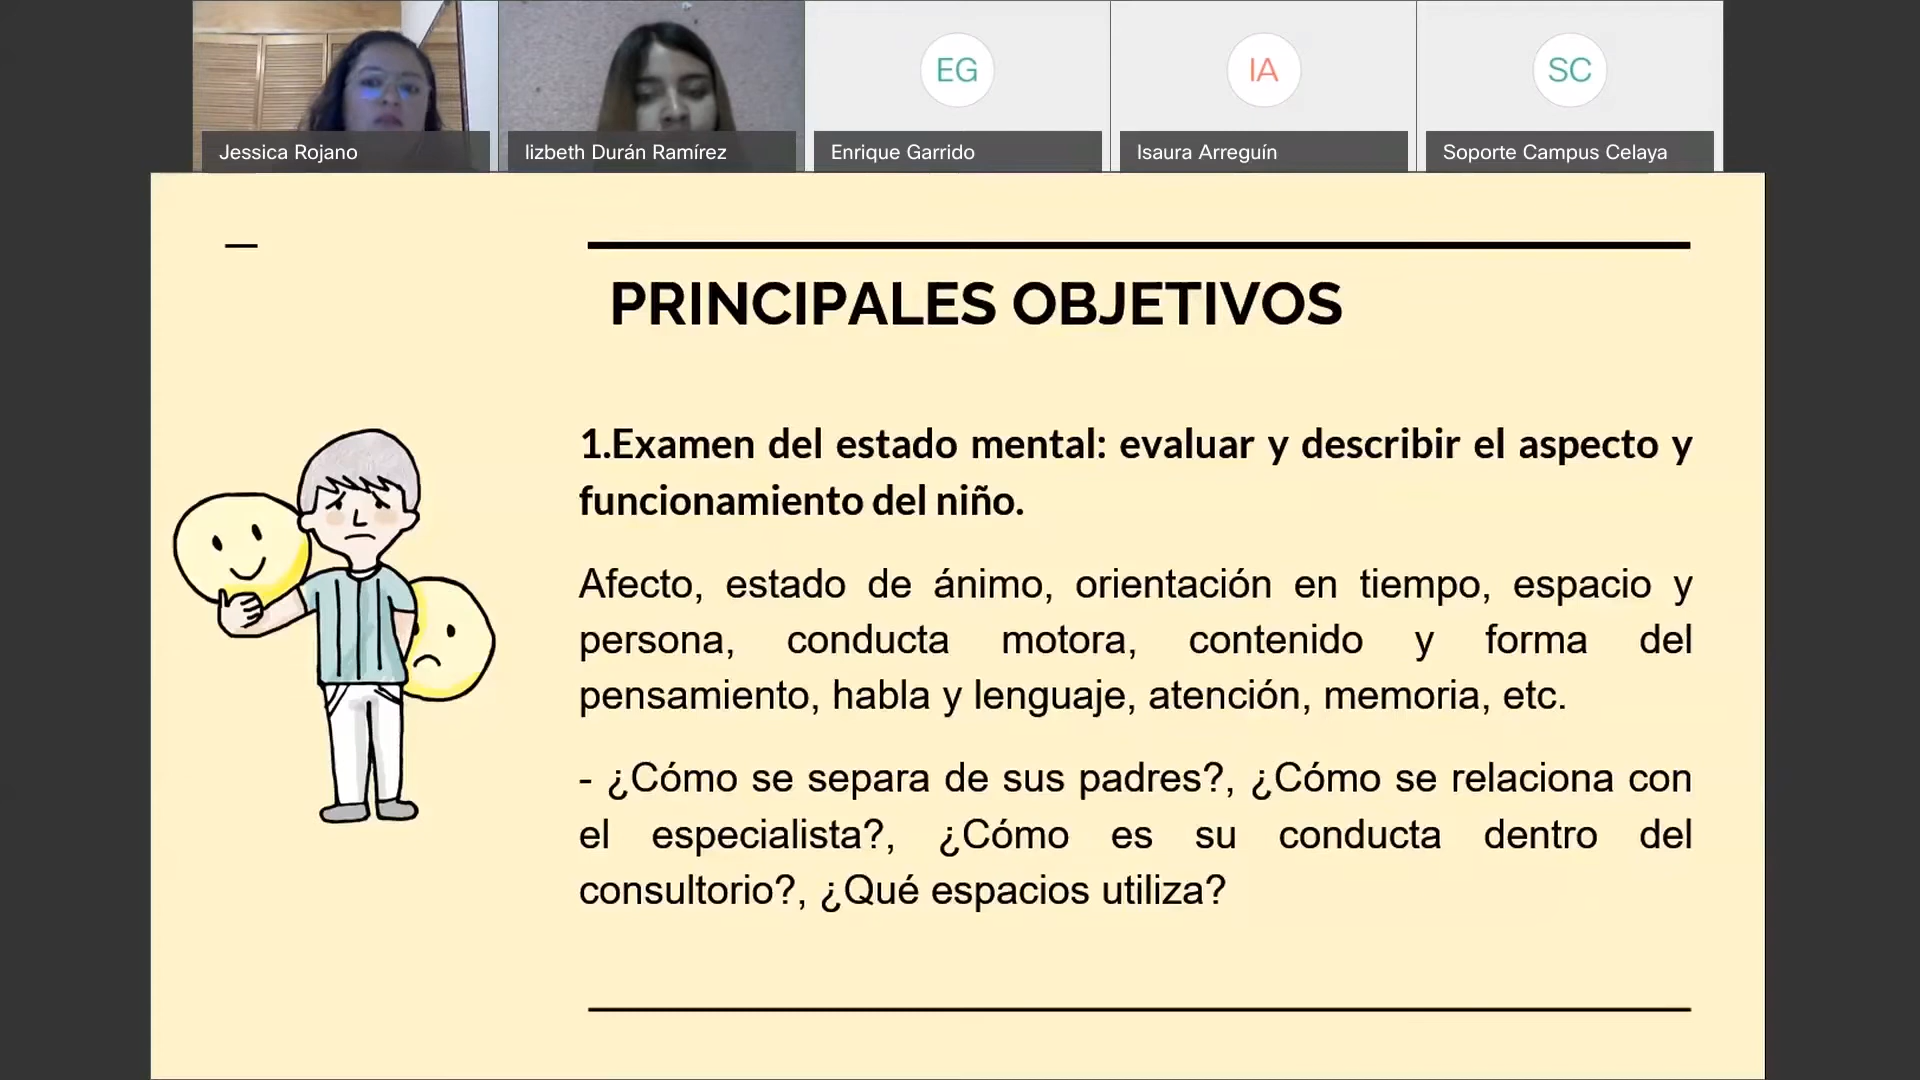 EG
IA
SC
Jessica Rojano
lizbeth Durán Ramírez
Enrique Garrido
Isaura Arreguín
Soporte Campus Celaya
PRINCIPALES OBJETIVOS
1.Examen del estado mental: evaluar y describir el aspecto y
funcionamiento del niño.
Afecto, estado de ánimo, orientación en tiempo, espacio y
persona, conducta motora, contenido y forma del
pensamiento, habla y lenguaje, atención, memoria, etc.
- ¿Cómo se separa de sus padres?, ¿Cómo se relaciona con
el especialista?, ¿Cómo es su conducta dentro del
consultorio?, ¿Qué espacios utiliza?